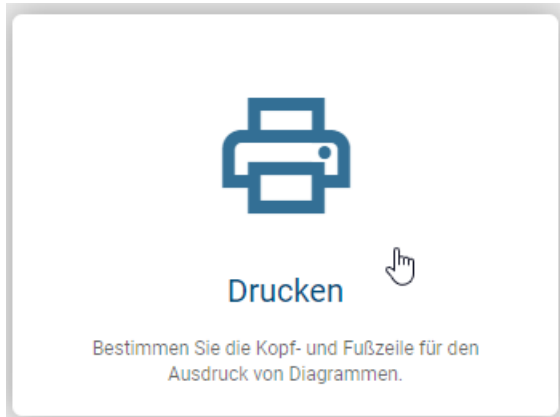 Drucken
Bestimmen Sie die Kopf- und Fußzeile für den
Ausdruck von Diagrammen.